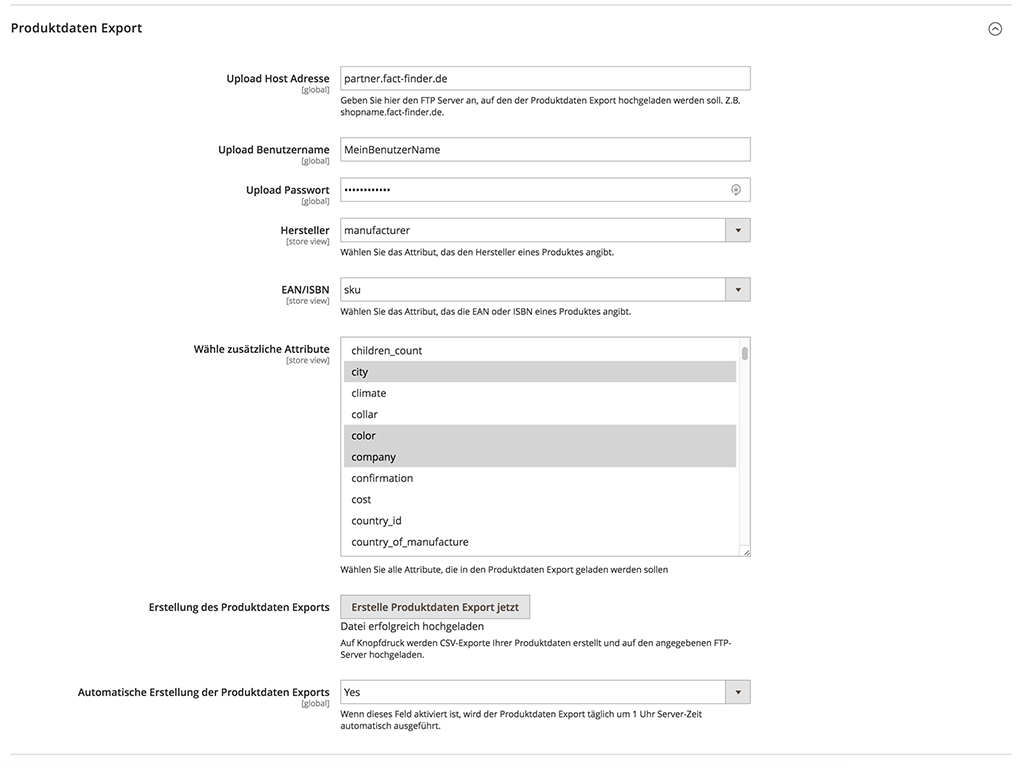 Produktdaten Export
Upload Host Adresse
[global]
partner.fact-finder.de
Geben Sie hier den FTP Server an, auf den der Produktdaten Export hochgeladen werden soll. Z.B.
shopname.fact-finder.de.
Upload Benutzername
[global]
MeinBenutzerName
Upload Passwort
[global]
••••••••••••
Hersteller
[store view]
manufacturer
Wählen Sie das Attribut, das den Hersteller eines Produktes angibt.
EAN/ISBN
[store view]
sku
Wählen Sie das Attribut, das die EAN oder ISBN eines Produktes angibt.
Wähle zusätzliche Attribute
[store view]
children_count
city
climate
collar
color
company
confirmation
cost
country_id
country_of_manufacture
Wählen Sie alle Attribute, die in den Produktdaten Export geladen werden sollen
Erstellung des Produktdaten Exports
Erstelle Produktdaten Export jetzt
Datei erfolgreich hochgeladen
Auf Knopfdruck werden CSV-Exporte Ihrer Produktdaten erstellt und auf den angegebenen FTP-
Server hochgeladen.
Automatische Erstellung der Produktdaten Exports
[global]
Yes
Wenn dieses Feld aktiviert ist, wird der Produktdaten Export täglich um 1 Uhr Server-Zeit
automatisch ausgeführt.